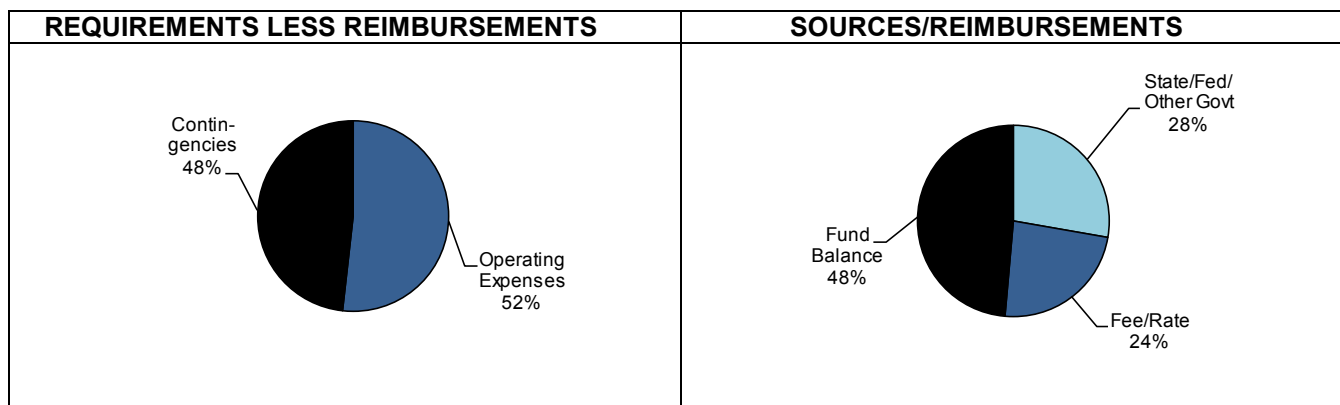 REQUIREMENTS LESS REIMBURSEMENTS
SOURCES/REIMBURSEMENTS
Contin-
gencies
48%
Operating
Expenses
52%
State/Fed/
Other Govt
28%
Fund
Balance
48%
Fee/Rate
24%